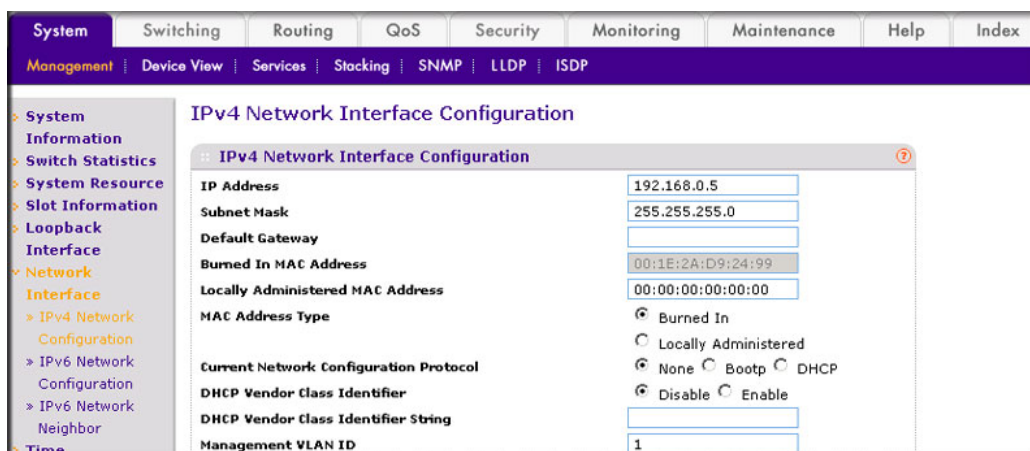 System Switching Routing QoS Security Monitoring Maintenance Help Index
Management Device View Services Stacking SNMP LLDP ISDP
System
Information
Switch Statistics
System Resource
Slot Information
Loopback
Interface
Network
Interface
» IPv4 Network
Configuration
» IPv6 Network
Configuration
» IPv6 Network
Neighbor
Time
IPv4 Network Interface Configuration
IPv4 Network Interface Configuration ?
IP Address 192.168.0.5
Subnet Mask 255.255.255.0
Default Gateway
Burned In MAC Address 00:1E:2A:D9:24:99
Locally Administered MAC Address 00:00:00:00:00:00
MAC Address Type Burned In
Locally Administered
Current Network Configuration Protocol None Bootp DHCP
DHCP Vendor Class Identifier Disable Enable
DHCP Vendor Class Identifier String
Management VLAN ID 1